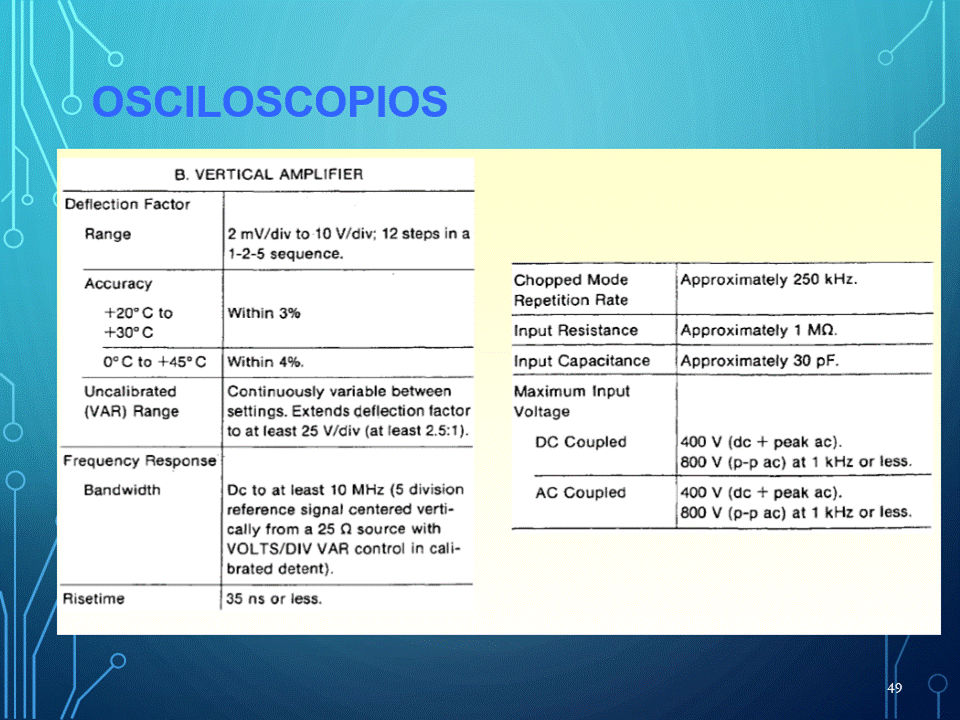 OSCILOSCOPIOS
B. VERTICAL AMPLIFIER
Deflection Factor
Range
2 mV/div to 10 V/div; 12 steps in a
1-2-5 sequence.
Accuracy
+20°C to
+30°C
Within 3%
0°C to +45°C
Within 4%.
Uncalibrated
(VAR) Range
Continuously variable between
settings. Extends deflection factor
to at least 25 V/div (at least 2.5:1).
Frequency Response
Bandwidth
Dc to at least 10 MHz (5 division
reference signal centered verti-
cally from a 25 Ω source with
VOLTS/DIV VAR control in cali-
brated detent).
Risetime
35 ns or less.
Chopped Mode
Repetition Rate
Approximately 250 kHz.
Input Resistance
Approximately 1 MΩ.
Input Capacitance
Approximately 30 pF.
Maximum Input
Voltage
DC Coupled
400 V (dc + peak ac).
800 V (p-p ac) at 1 kHz or less.
AC Coupled
400 V (dc + peak ac).
800 V (p-p ac) at 1 kHz or less.
49